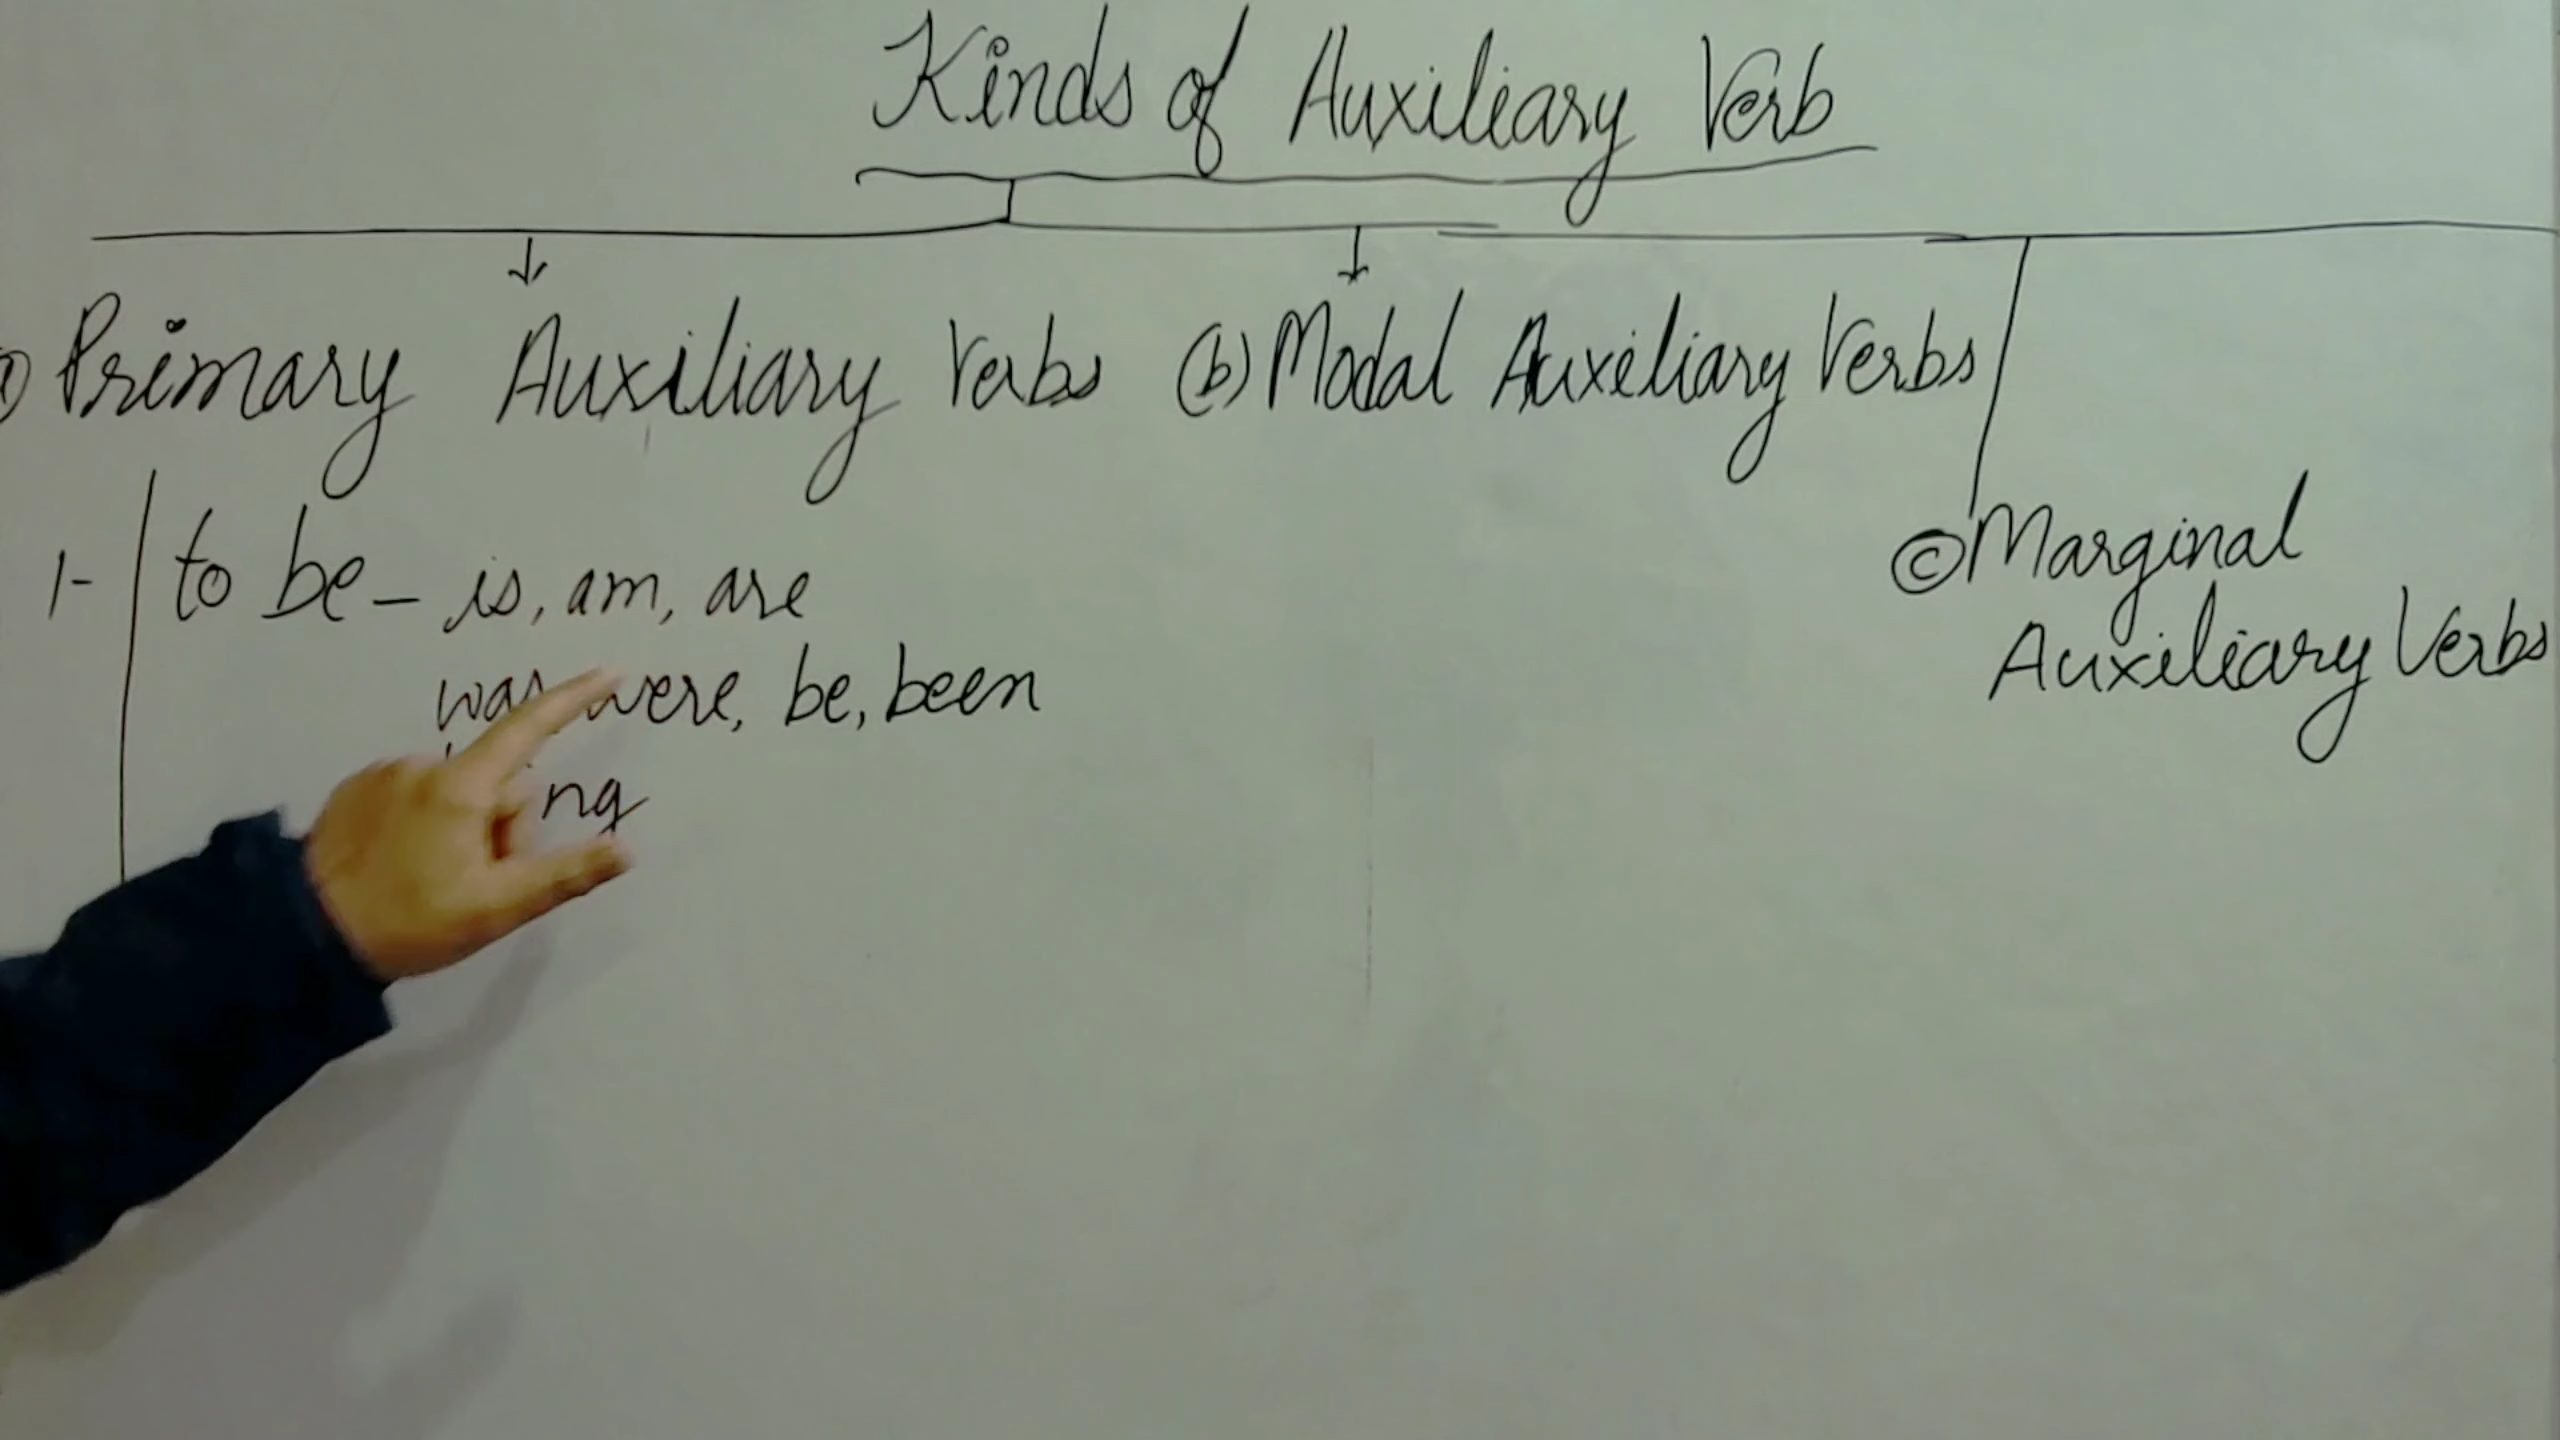 Kinds of Auxiliary Verb
Primary Auxiliary Verbs (b) Modal Auxiliary Verbs
1- to be - is, am, are
were, be, been
© Marginal
Auxiliary Verbs